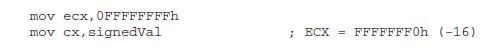 mov ecx,0FFFFFFFFh
mov cx,signedVal ; ECX = FFFFFFF0h (-16)